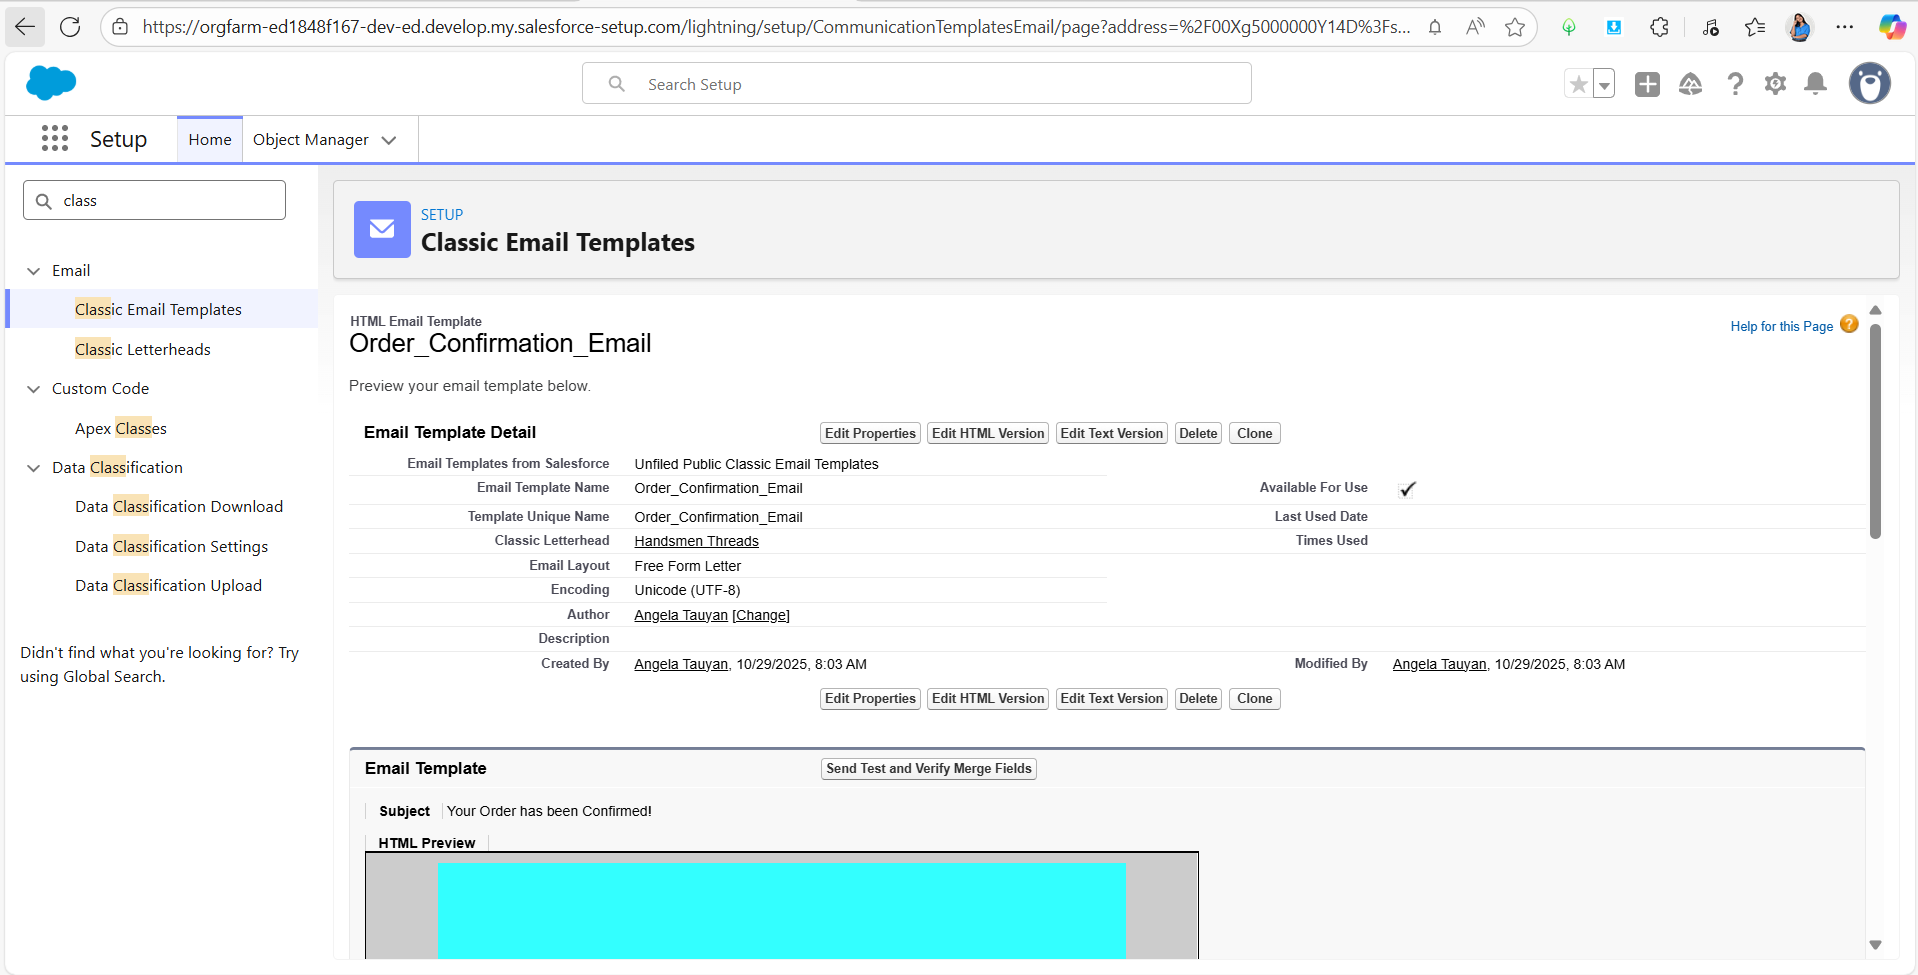 https://orgfarm-ed1848f167-dev-ed.develop.my.salesforce-setup.com/lightning/setup/CommunicationTemplatesEmail/page?address=%2F00Xg5000000Y14D%3Fs...
Search Setup
Setup
Home
Object Manager
class
Email
Classic Email Templates
Classic Letterheads
Custom Code
Apex Classes
Data Classification
Data Classification Download
Data Classification Settings
Data Classification Upload
Didn't find what you're looking for? Try
using Global Search.
SETUP
Classic Email Templates
HTML Email Template
Order_Confirmation_Email
Help for this Page
Preview your email template below.
Email Template Detail
Edit Properties Edit HTML Version Edit Text Version Delete Clone
Email Templates from Salesforce Unfiled Public Classic Email Templates
Email Template Name Order_Confirmation_Email Available For Use
Template Unique Name Order_Confirmation_Email Last Used Date
Classic Letterhead Handsmen Threads Times Used
Email Layout Free Form Letter
Encoding Unicode (UTF-8)
Author Angela Tauyan [Change]
Description
Created By Angela Tauyan, 10/29/2025, 8:03 AM Modified By Angela Tauyan, 10/29/2025, 8:03 AM
Edit Properties Edit HTML Version Edit Text Version Delete Clone
Email Template Send Test and Verify Merge Fields
Subject Your Order has been Confirmed!
HTML Preview